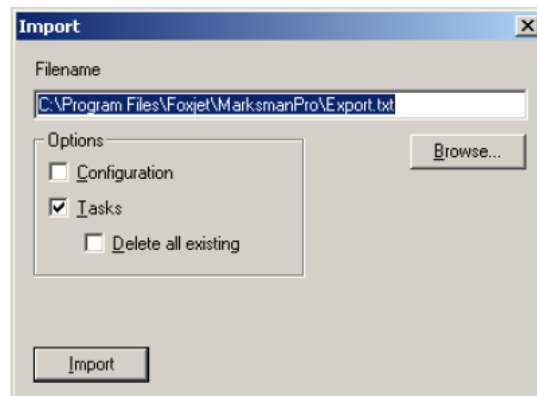 Import
Filename
C:\Program Files\Foxjet\MarksmanPro\Export.txt
Options
Browse...
Configuration
Tasks
Delete all existing
Import